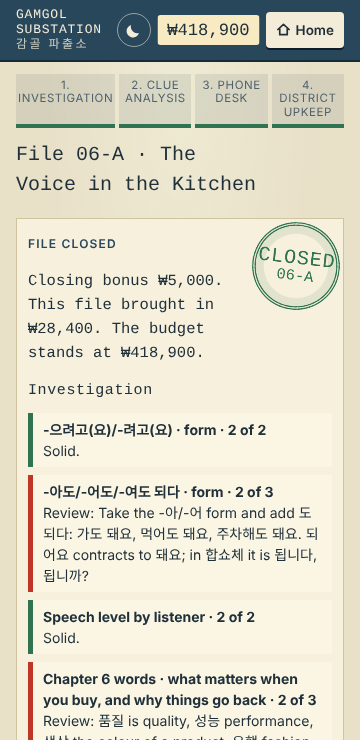 GAMGOL
SUBSTATION
감골 파출소
₩418,900
Home
1.
INVESTIGATION
2. CLUE
ANALYSIS
3. PHONE
DESK
4.
DISTRICT
UPKEEP
File 06-A · The
Voice in the Kitchen
FILE CLOSED
CLOSED
06-A
Closing bonus ₩5,000.
This file brought in
₩28,400. The budget
stands at ₩418,900.
Investigation
-으려고(요)/-려고(요) · form · 2 of 2
Solid.
-아도/-어도/-여도 되다 · form · 2 of 3
Review: Take the -아/-어 form and add 도
되다: 가도 돼요, 먹어도 돼요, 주차해도 돼요. 되
어요 contracts to 돼요; in 합쇼체 it is 됩니다,
됩니까?
Speech level by listener · 2 of 2
Solid.
Chapter 6 words · what matters when
you buy, and why things go back · 2 of 3
Review: 품질 is quality, 성능 performance,